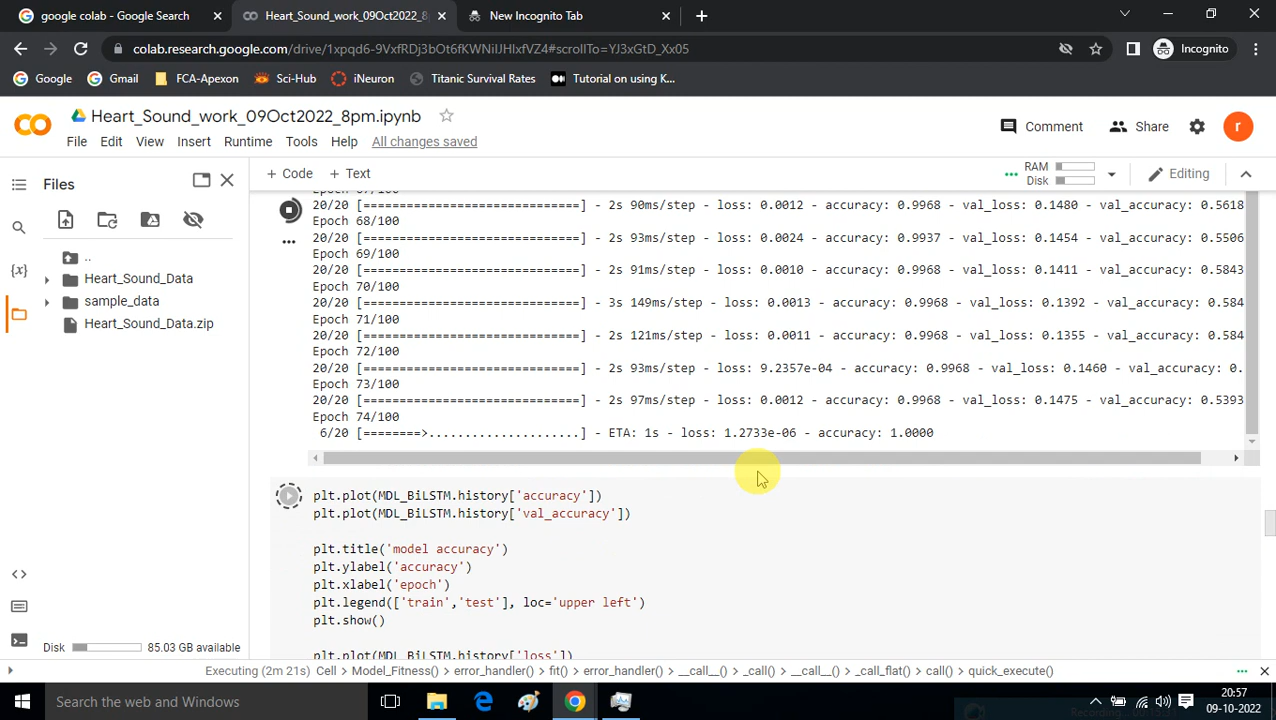 google colab - Google Search
Heart_Sound_work_09Oct2022_8
New Incognito Tab
colab.research.google.com/drive/1xpqd6-9VxfRDj3bOt6fKWNiIJHlxfVZ4#scrollTo=YJ3xGtD_Xx05
Incognito
Google
Gmail
FCA-Apexon
Sci-Hub
iNeuron
Titanic Survival Rates
Tutorial on using K...
Heart_Sound_work_09Oct2022_8pm.ipynb
Comment
Share
r
File Edit View Insert Runtime Tools Help All changes saved
+ Code + Text
RAM
Disk
Editing
Files
..
Heart_Sound_Data
sample_data
Heart_Sound_Data.zip
Disk 85.03 GB available
Epoch 67/100
20/20 [==============================] - 2s 90ms/step - loss: 0.0012 - accuracy: 0.9968 - val_loss: 0.1480 - val_accuracy: 0.5618
Epoch 68/100
20/20 [==============================] - 2s 93ms/step - loss: 0.0024 - accuracy: 0.9937 - val_loss: 0.1454 - val_accuracy: 0.5506
Epoch 69/100
20/20 [==============================] - 2s 91ms/step - loss: 0.0010 - accuracy: 0.9968 - val_loss: 0.1411 - val_accuracy: 0.5843
Epoch 70/100
20/20 [==============================] - 3s 149ms/step - loss: 0.0013 - accuracy: 0.9968 - val_loss: 0.1392 - val_accuracy: 0.584
Epoch 71/100
20/20 [==============================] - 2s 121ms/step - loss: 0.0011 - accuracy: 0.9968 - val_loss: 0.1355 - val_accuracy: 0.584
Epoch 72/100
20/20 [==============================] - 2s 93ms/step - loss: 9.2357e-04 - accuracy: 0.9968 - val_loss: 0.1460 - val_accuracy: 0.
Epoch 73/100
20/20 [==============================] - 2s 97ms/step - loss: 0.0012 - accuracy: 0.9968 - val_loss: 0.1475 - val_accuracy: 0.5393
Epoch 74/100
6/20 [========>.....................] - ETA: 1s - loss: 1.2733e-06 - accuracy: 1.0000
plt.plot(MDL_BiLSTM.history['accuracy'])
plt.plot(MDL_BiLSTM.history['val_accuracy'])
plt.title('model accuracy')
plt.ylabel('accuracy')
plt.xlabel('epoch')
plt.legend(['train','test'], loc='upper left')
plt.show()
plt.plot(MDL_BiLSTM.history['loss'])
Executing (2m 21s) Cell > Model_Fitness() > error_handler() > fit() > error_handler() > __call__() > _call() > __call__() > _call_flat() > call() > quick_execute()
Search the web and Windows
20:57
09-10-2022